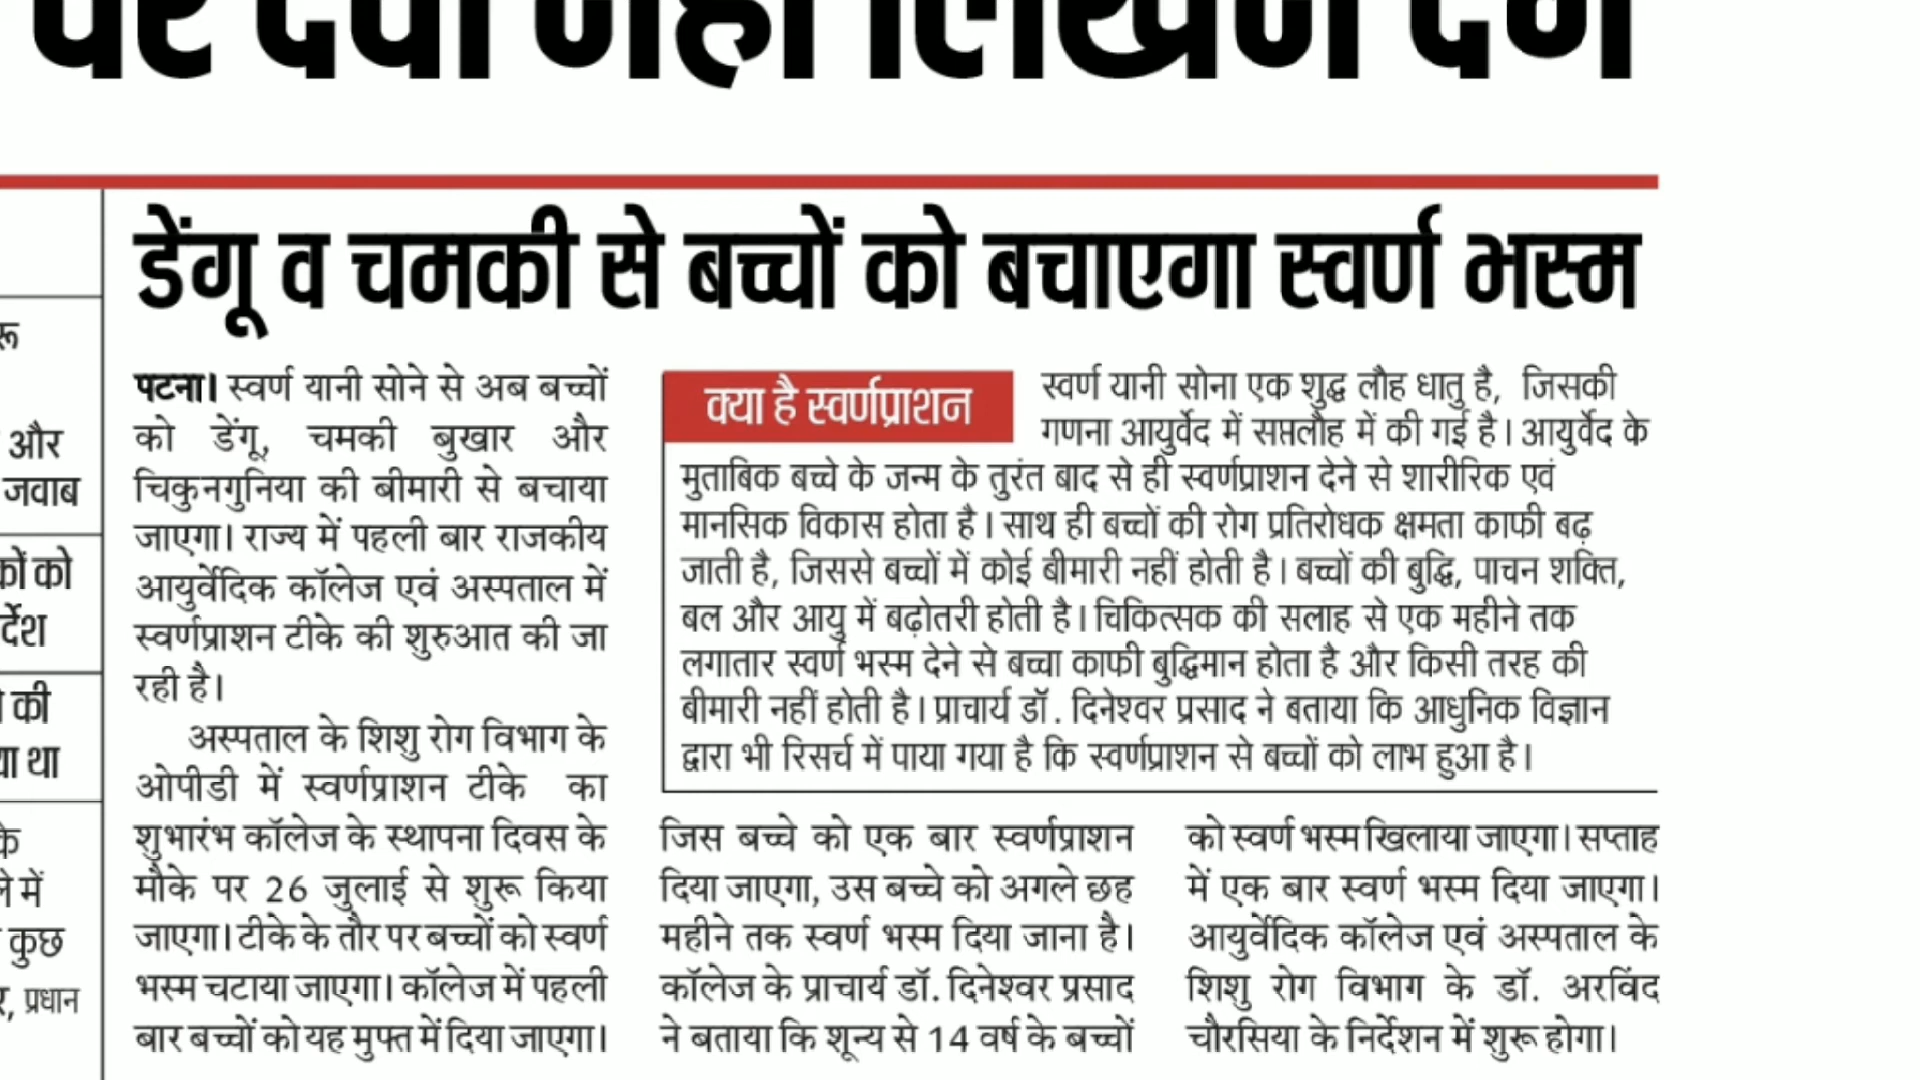 पर दवा नहीं लिखने देंगे
डेंगू व चमकी से बच्चों को बचाएगा स्वर्ण भस्म
पटना। स्वर्ण यानी सोने से अब बच्चों
को डेंगू, चमकी बुखार और
चिकुनगुनिया की बीमारी से बचाया
जाएगा। राज्य में पहली बार राजकीय
आयुर्वेदिक कॉलेज एवं अस्पताल में
स्वर्णप्राशन टीके की शुरुआत की जा
रही है।
अस्पताल के शिशु रोग विभाग के
ओपीडी में स्वर्णप्राशन टीके का
शुभारंभ कॉलेज के स्थापना दिवस के
मौके पर 26 जुलाई से शुरू किया
जाएगा। टीके के तौर पर बच्चों को स्वर्ण
भस्म चटाया जाएगा। कॉलेज में पहली
बार बच्चों को यह मुफ्त में दिया जाएगा।
क्या है स्वर्णप्राशन
स्वर्ण यानी सोना एक शुद्ध लौह धातु है, जिसकी
गणना आयुर्वेद में सप्तलौह में की गई है। आयुर्वेद के
मुताबिक बच्चे के जन्म के तुरंत बाद से ही स्वर्णप्राशन देने से शारीरिक एवं
मानसिक विकास होता है। साथ ही बच्चों की रोग प्रतिरोधक क्षमता काफी बढ़
जाती है, जिससे बच्चों में कोई बीमारी नहीं होती है। बच्चों की बुद्धि, पाचन शक्ति,
बल और आयु में बढ़ोतरी होती है। चिकित्सक की सलाह से एक महीने तक
लगातार स्वर्ण भस्म देने से बच्चा काफी बुद्धिमान होता है और किसी तरह की
बीमारी नहीं होती है। प्राचार्य डॉ. दिनेश्वर प्रसाद ने बताया कि आधुनिक विज्ञान
द्वारा भी रिसर्च में पाया गया है कि स्वर्णप्राशन से बच्चों को लाभ हुआ है।
जिस बच्चे को एक बार स्वर्णप्राशन
दिया जाएगा, उस बच्चे को अगले छह
महीने तक स्वर्ण भस्म दिया जाना है।
कॉलेज के प्राचार्य डॉ. दिनेश्वर प्रसाद
ने बताया कि शून्य से 14 वर्ष के बच्चों
को स्वर्ण भस्म खिलाया जाएगा। सप्ताह
में एक बार स्वर्ण भस्म दिया जाएगा।
आयुर्वेदिक कॉलेज एवं अस्पताल के
शिशु रोग विभाग के डॉ. अरविंद
चौरसिया के निर्देशन में शुरू होगा।
और
जवाब
को
की
था
में
कुछ
प्रधान